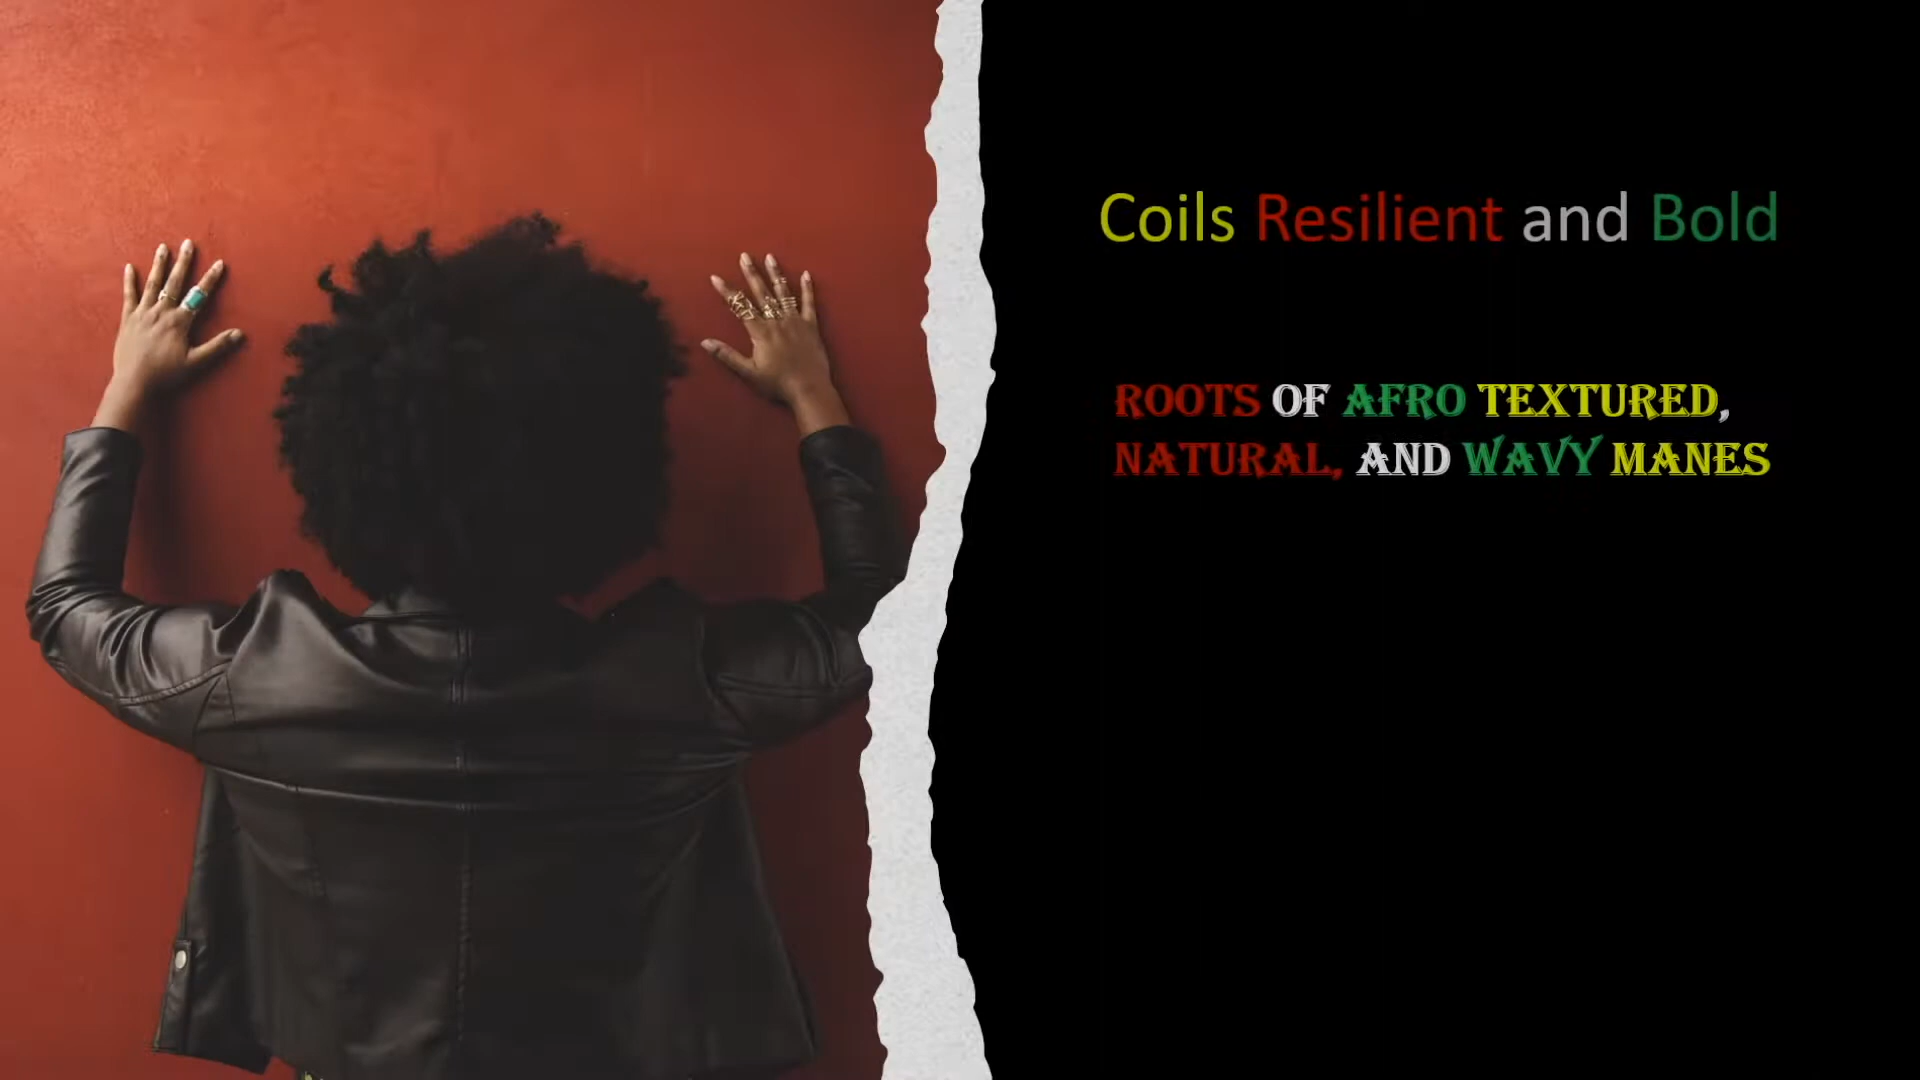 Coils Resilient and Bold
ROOTS OF AFRO TEXTURED,
NATURAL, AND WAVY MANES